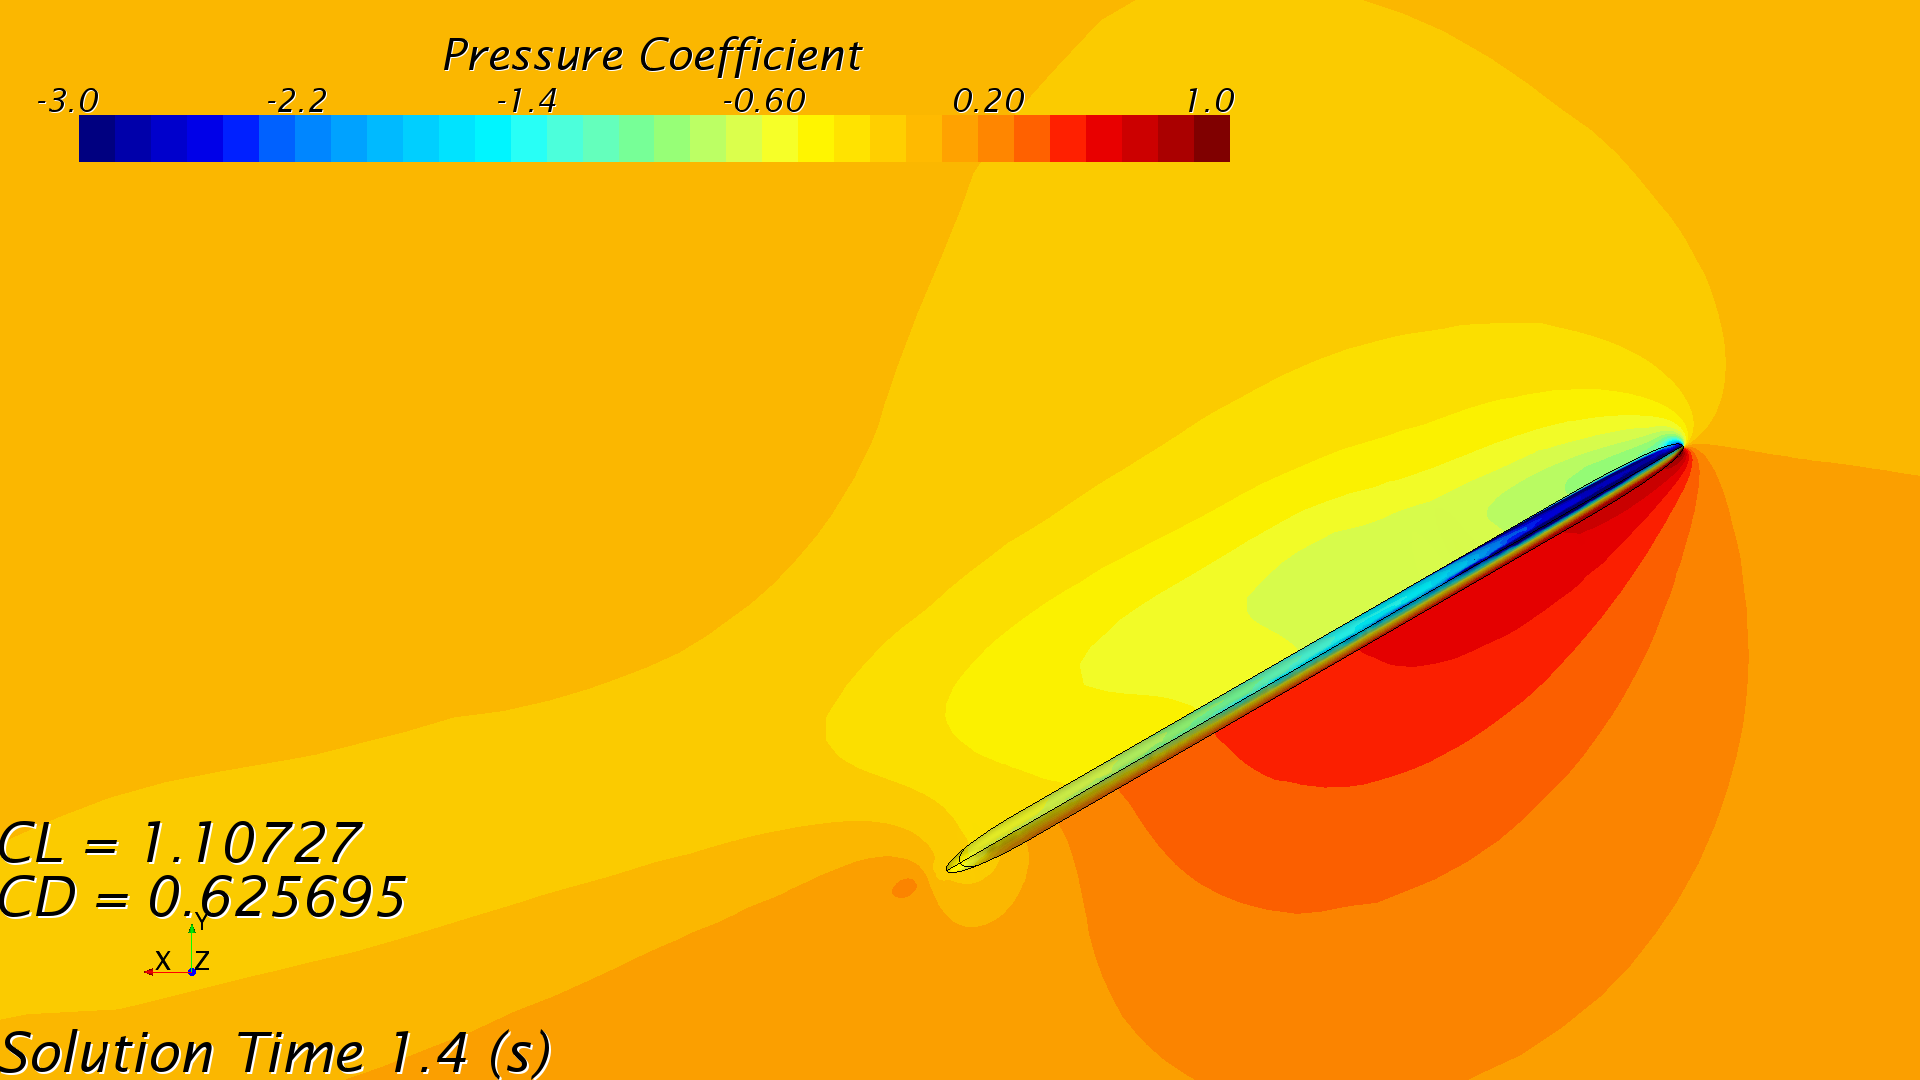 Pressure Coefficient
-3.0 -2.2 -1.4 -0.60 0.20 1.0
CL = 1.10727
CD = 0.625695
Y
X Z
Solution Time 1.4 (s)